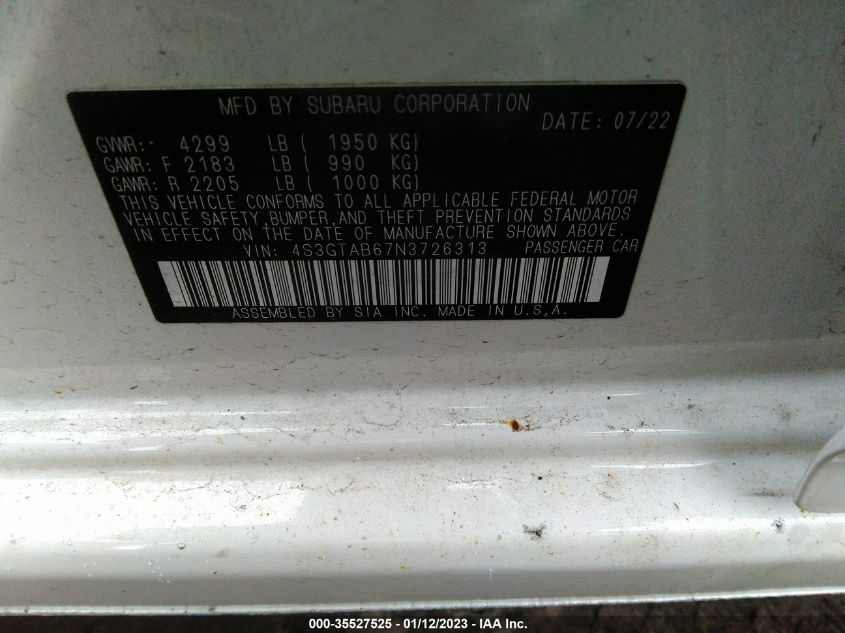 MFD BY SUBARU CORPORATION
DATE: 07/22
GVWR: 4299 LB ( 1950 KG)
GAWR: F 2183 LB ( 990 KG)
GAWR: R 2205 LB ( 1000 KG)
THIS VEHICLE CONFORMS TO ALL APPLICABLE FEDERAL MOTOR
VEHICLE SAFETY,BUMPER,AND THEFT PREVENTION STANDARDS
IN EFFECT ON THE DATE OF MANUFACTURE SHOWN ABOVE.
VIN: 4S3GTAB67N3726313 PASSENGER CAR
ASSEMBLED BY SIA INC. MADE IN U.S.A.
000-35527525 - 01/12/2023 - IAA Inc.